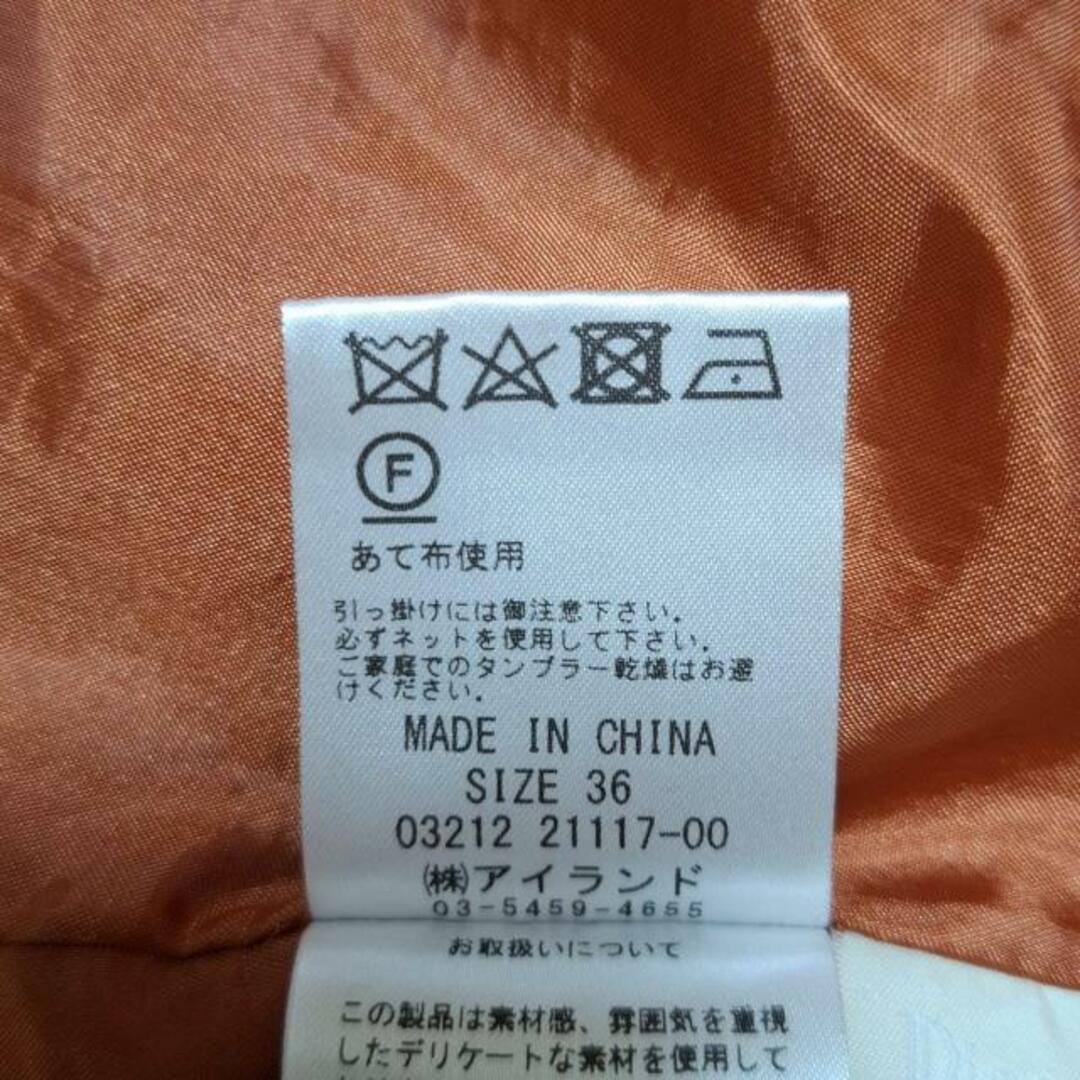 F
あて布使用
引っ掛けには御注意下さい.
必ずネットを使用して下さい.
ご家庭でのタンブラー乾燥はお避
けください.
MADE IN CHINA
SIZE 36
03212 21117-00
㈱アイランド
03-5459-4655
お取扱いについて
この製品は素材感、雰囲気を重視
したデリケートな素材を使用して